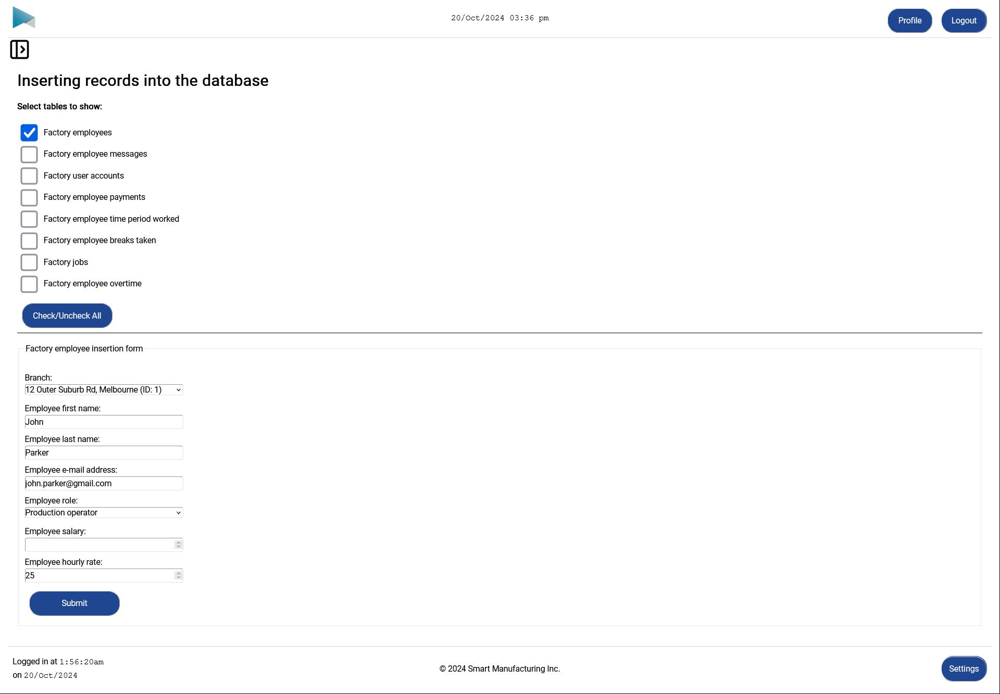 20/Oct/2024 03:36 pm
Profile
Logout
Inserting records into the database
Select tables to show:
Factory employees
Factory employee messages
Factory user accounts
Factory employee payments
Factory employee time period worked
Factory employee breaks taken
Factory jobs
Factory employee overtime
Check/Uncheck All
Factory employee insertion form
Branch:
12 Outer Suburb Rd, Melbourne (ID: 1)
Employee first name:
John
Employee last name:
Parker
Employee e-mail address:
john.parker@gmail.com
Employee role:
Production operator
Employee salary:
Employee hourly rate:
25
Submit
Logged in at 1:56:20am
on 20/Oct/2024
© 2024 Smart Manufacturing Inc.
Settings